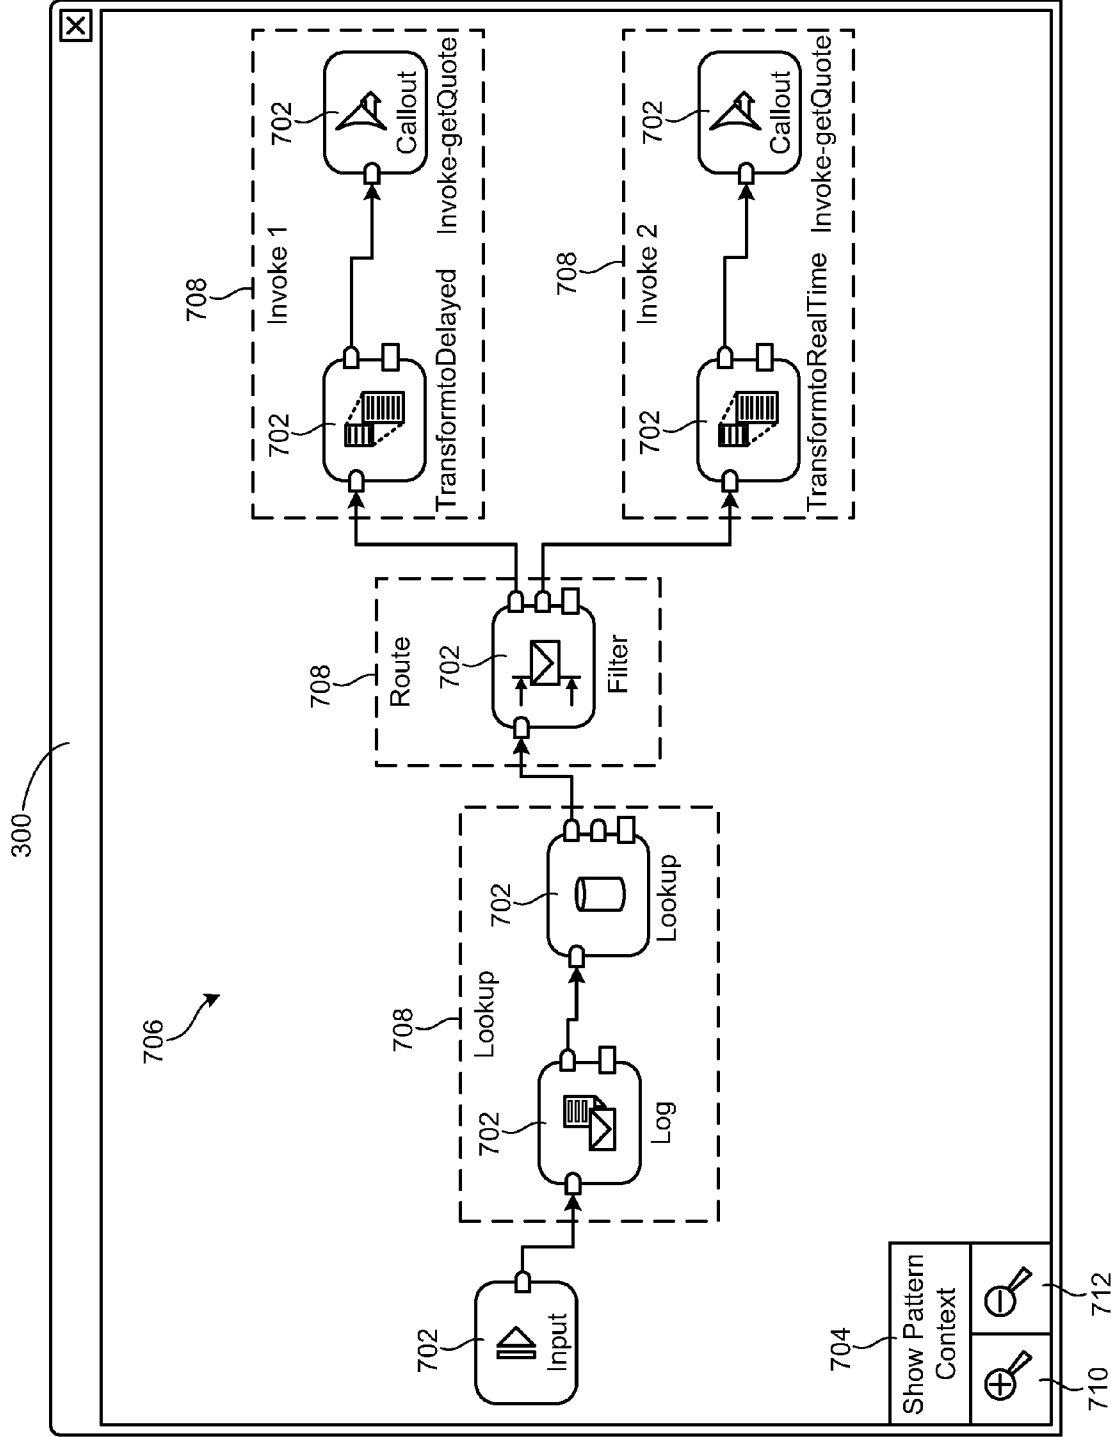 300
706
702
Input
708
Lookup
702
Log
702
Lookup
708
Route
702
Filter
708
Invoke 1
702
TransformtoDelayed
702
Callout
Invoke-getQuote
708
Invoke 2
702
TransformtoRealTime
702
Callout
Invoke-getQuote
704
Show Pattern
Context
710
712